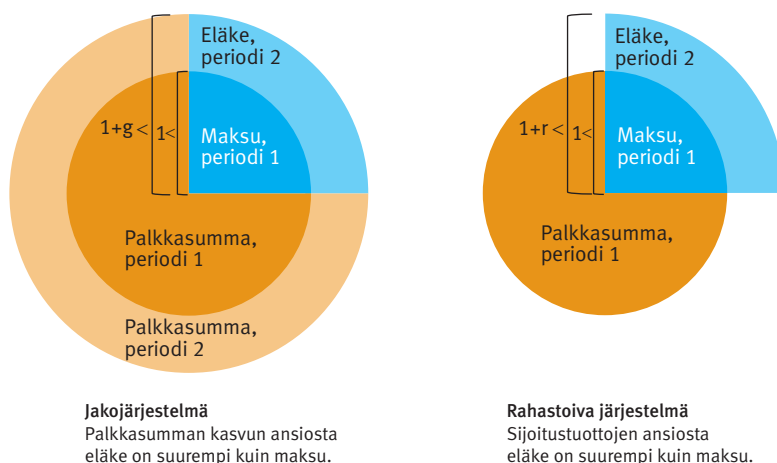 Eläke,
periodi 2
1+g <
1<
Maksu,
periodi 1
Palkkasumma,
periodi 1
Palkkasumma,
periodi 2
Jakojärjestelmä
Palkkasumman kasvun ansiosta
eläke on suurempi kuin maksu.
Eläke,
periodi 2
1+r <
1<
Maksu,
periodi 1
Palkkasumma,
periodi 1
Rahastoiva järjestelmä
Sijoitustuottojen ansiosta
eläke on suurempi kuin maksu.